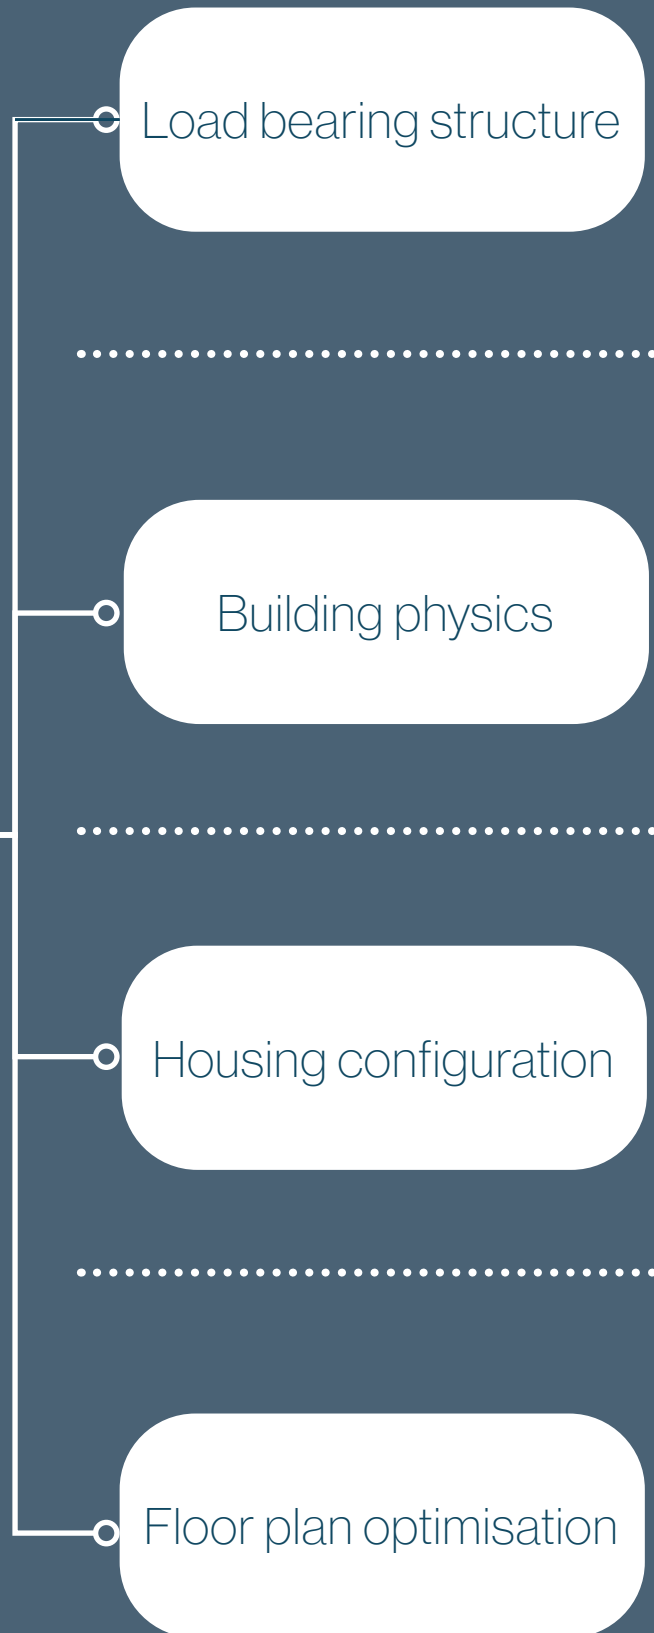 Load bearing structure
Building physics
Housing configuration
Floor plan optimisation